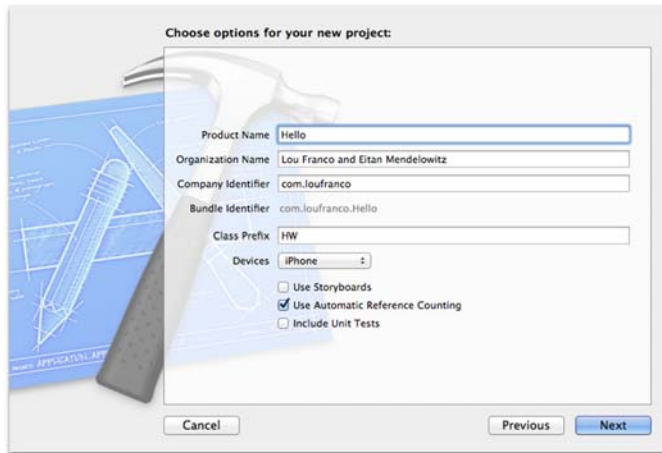 Choose options for your new project:
Product Name Hello
Organization Name Lou Franco and Eitan Mendelowitz
Company Identifier com.loufranco
Bundle Identifier com.loufranco.Hello
Class Prefix HW
Devices iPhone
Use Storyboards
Use Automatic Reference Counting
Include Unit Tests
Cancel Previous Next